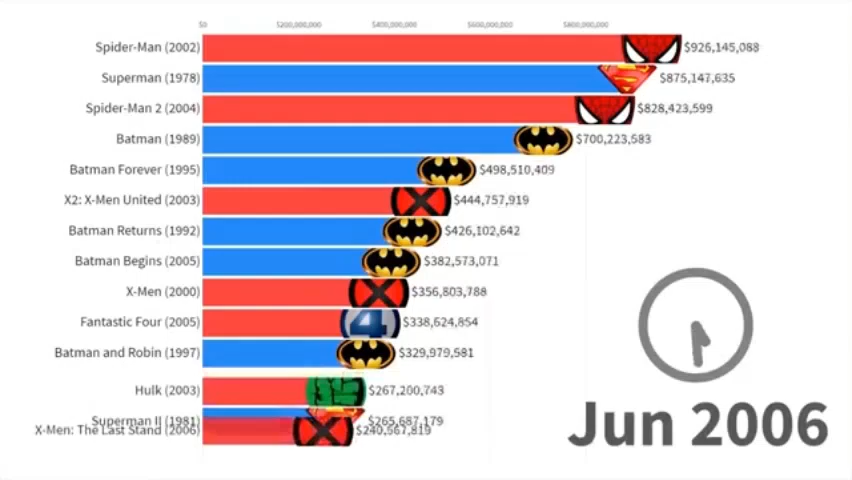 $0 $200,000,000 $400,000,000 $600,000,000 $800,000,000
Spider-Man (2002) $926,145,088
Superman (1978) $875,147,635
Spider-Man 2 (2004) $828,423,599
Batman (1989) $700,223,583
Batman Forever (1995) $498,510,409
X2: X-Men United (2003) $444,757,919
Batman Returns (1992) $426,102,642
Batman Begins (2005) $382,573,071
X-Men (2000) $356,803,788
Fantastic Four (2005) 4 $338,624,854
Batman and Robin (1997) $329,979,581
Hulk (2003) $267,200,743
Superman II (1981) $265,687,179
X-Men: The Last Stand (2006)
Jun 2006